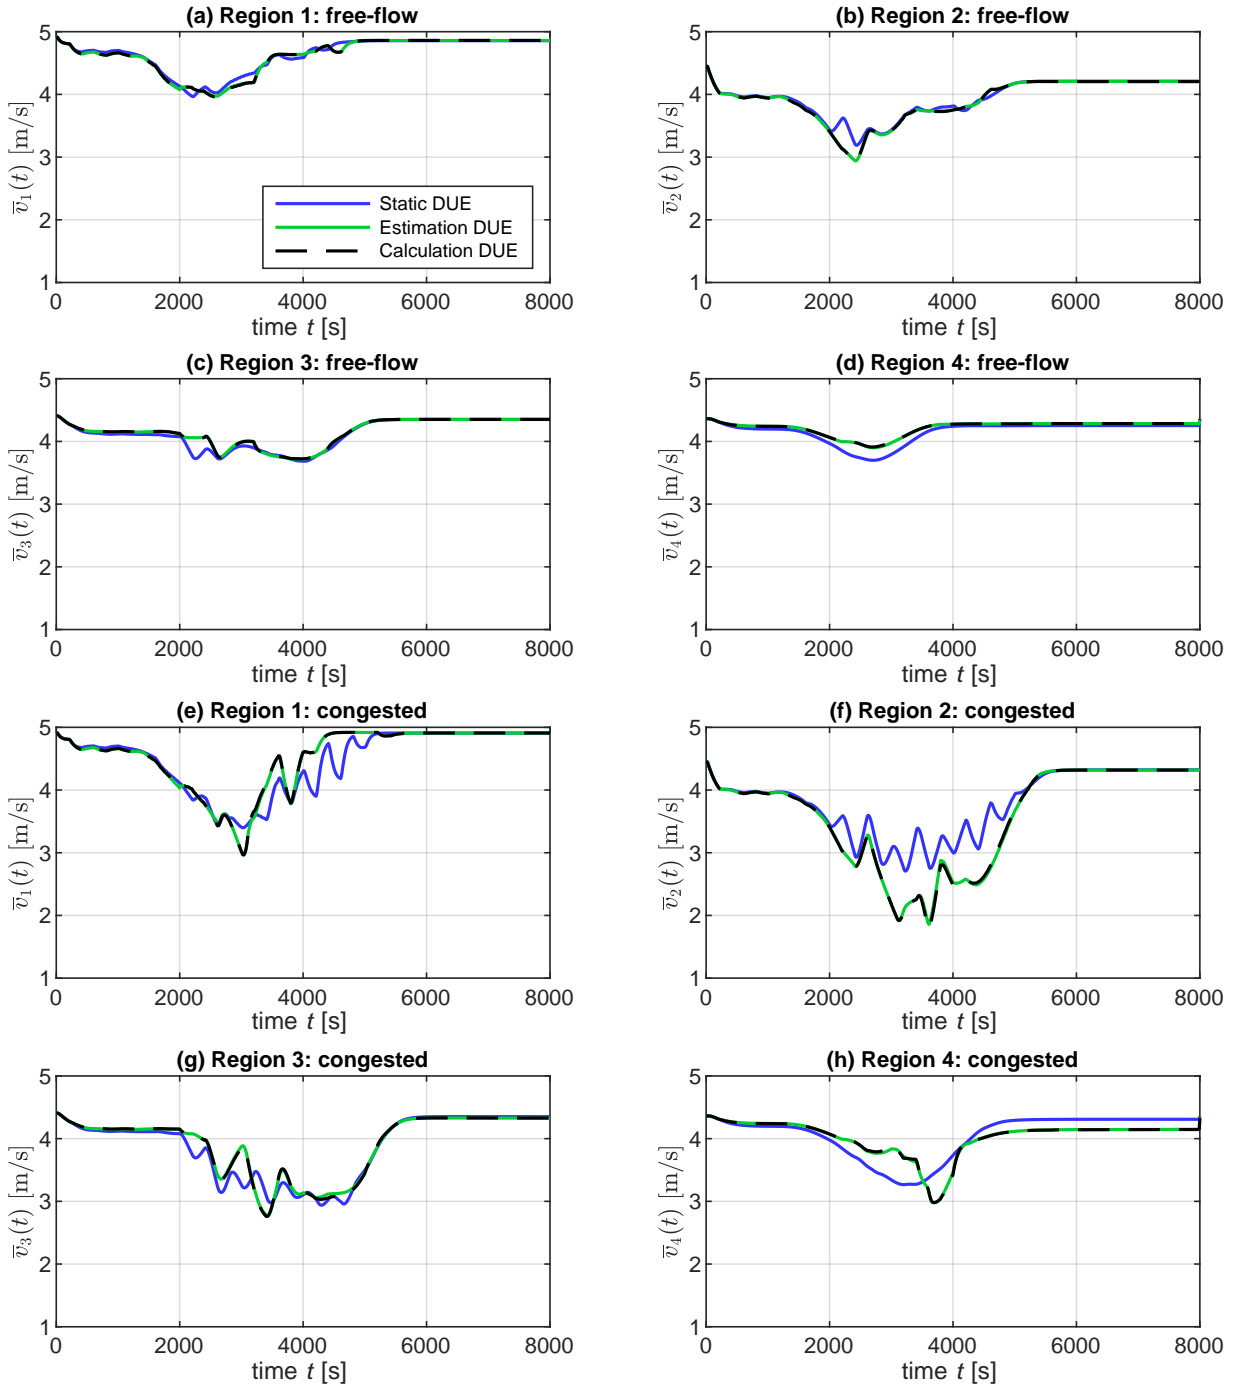 (a) Region 1: free-flow
5
4
3
2
1
v̅₁(t) [m/s]
Static DUE
Estimation DUE
Calculation DUE
0 2000 4000 6000 8000
time t [s]
(b) Region 2: free-flow
5
4
3
2
1
v̅₂(t) [m/s]
0 2000 4000 6000 8000
time t [s]
(c) Region 3: free-flow
5
4
3
2
1
v̅₃(t) [m/s]
0 2000 4000 6000 8000
time t [s]
(d) Region 4: free-flow
5
4
3
2
1
v̅₄(t) [m/s]
0 2000 4000 6000 8000
time t [s]
(e) Region 1: congested
5
4
3
2
1
v̅₁(t) [m/s]
0 2000 4000 6000 8000
time t [s]
(f) Region 2: congested
5
4
3
2
1
v̅₂(t) [m/s]
0 2000 4000 6000 8000
time t [s]
(g) Region 3: congested
5
4
3
2
1
v̅₃(t) [m/s]
0 2000 4000 6000 8000
time t [s]
(h) Region 4: congested
5
4
3
2
1
v̅₄(t) [m/s]
0 2000 4000 6000 8000
time t [s]